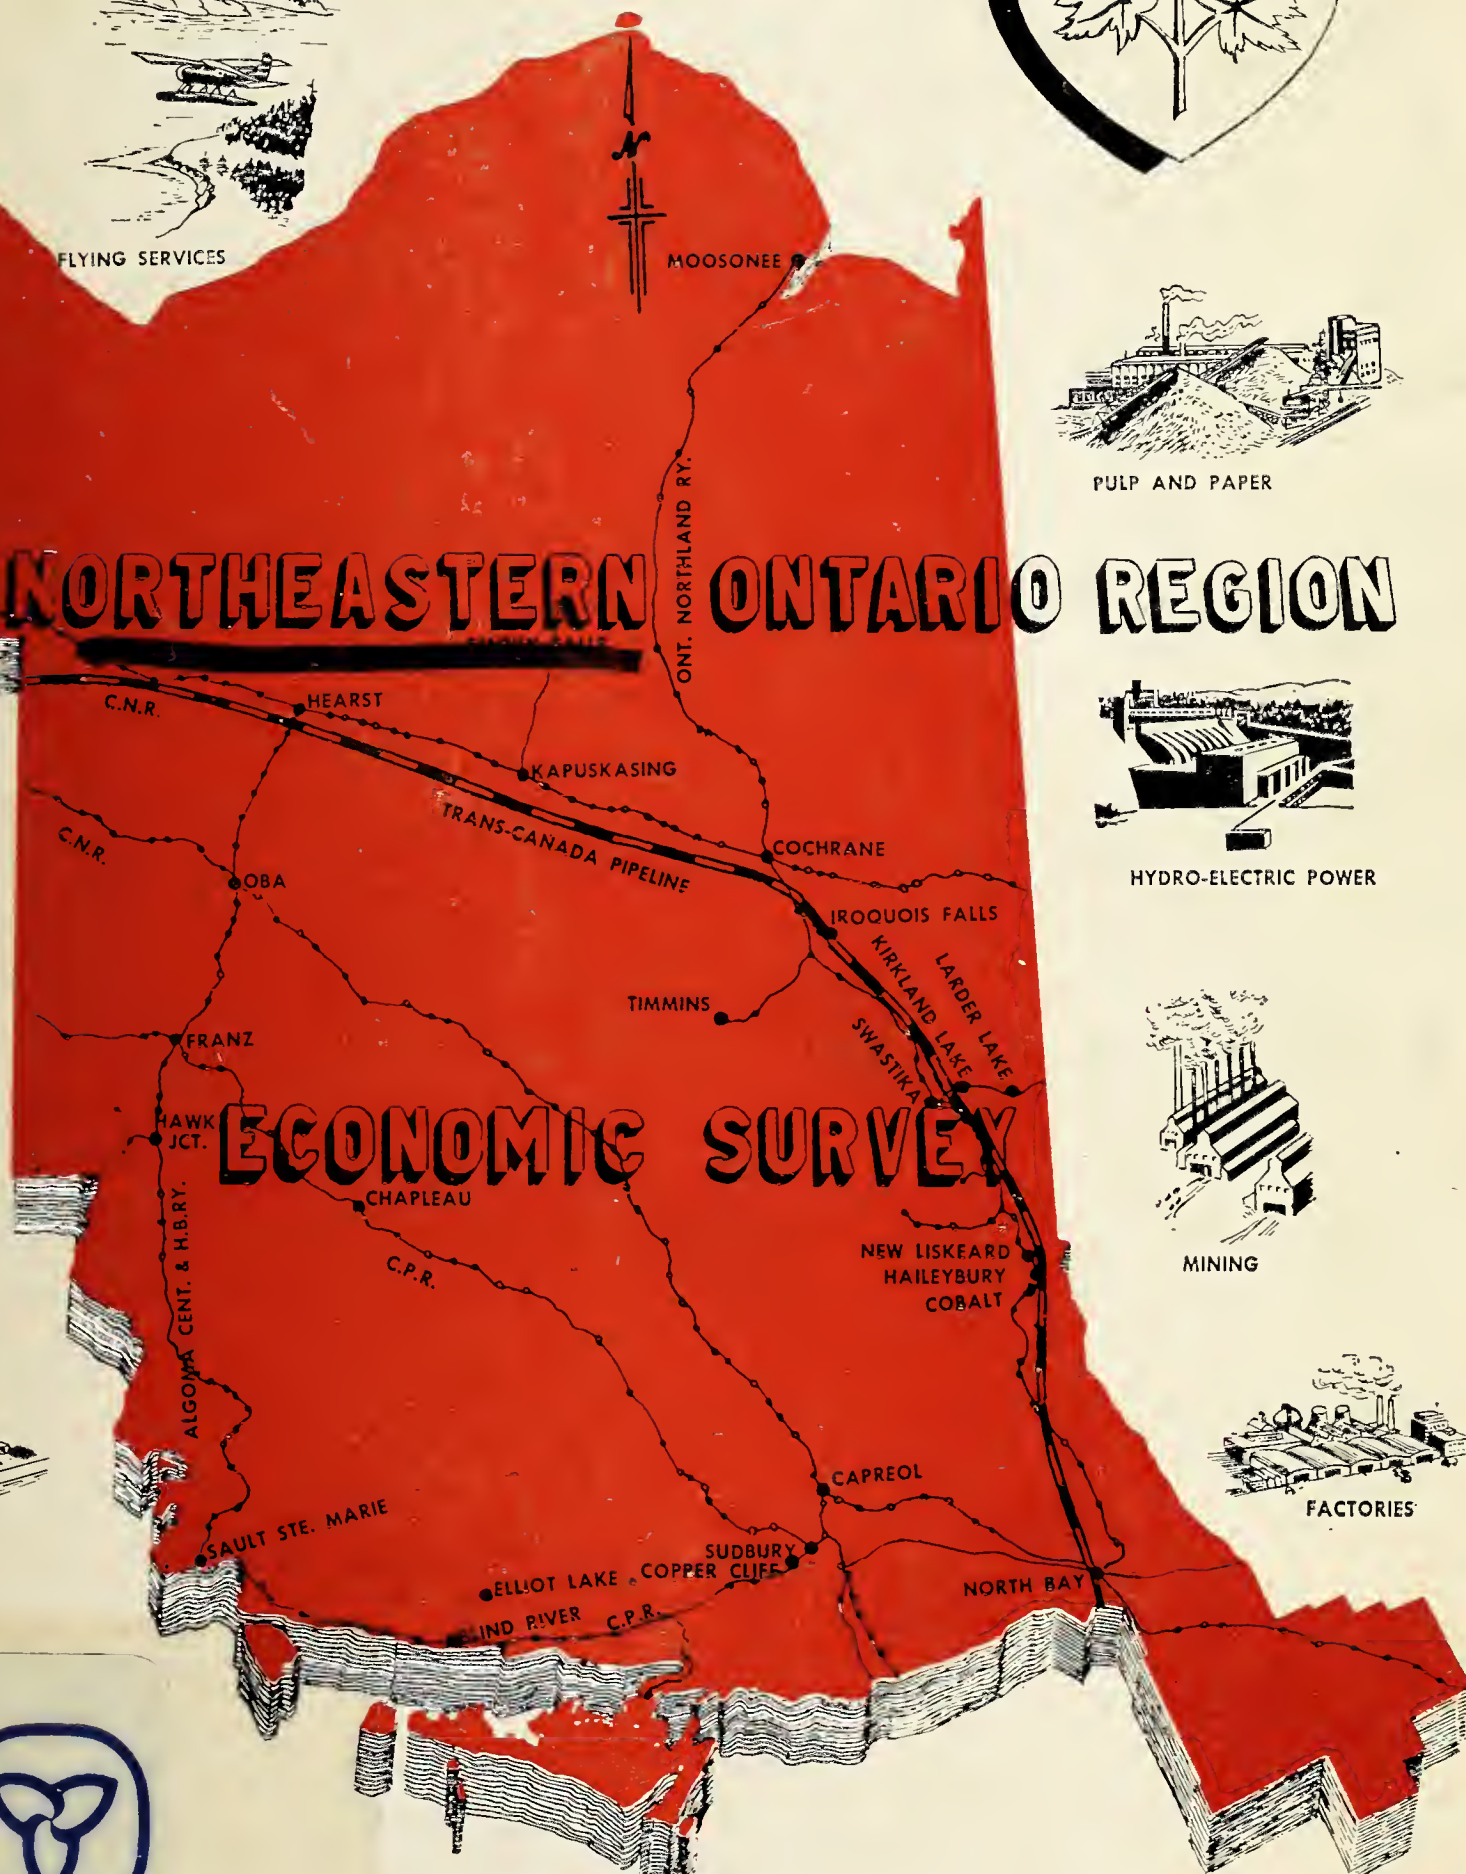 N
FLYING SERVICES
MOOSONEE
PULP AND PAPER
ONT. NORTHLAND RY.
NORTHEASTERN ONTARIO REGION
HEARST
C.N.R.
KAPUSKASING
TRANS-CANADA PIPELINE
COCHRANE
C.N.R.
OBA
HYDRO-ELECTRIC POWER
IROQUOIS FALLS
KIRKLAND LAKE
LARDER LAKE
TIMMINS
SWASTIKA
FRANZ
HAWK
JCT.
ECONOMIC SURVEY
CHAPLEAU
ALGOMA CENT. & H.B.RY.
C.P.R.
NEW LISKEARD
HAILEYBURY
COBALT
MINING
CAPREOL
FACTORIES
SAULT STE. MARIE
SUDBURY
COPPER CLIFF
ELLIOT LAKE
NORTH BAY
LIND RIVER
C.P.R.